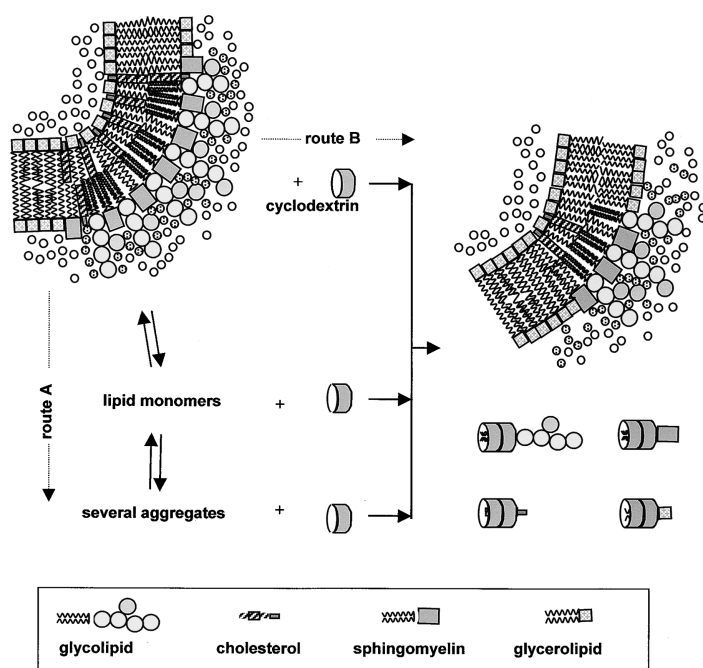 route B
+
cyclodextrin
route A
lipid monomers +
several aggregates +
glycolipid cholesterol sphingomyelin glycerolipid